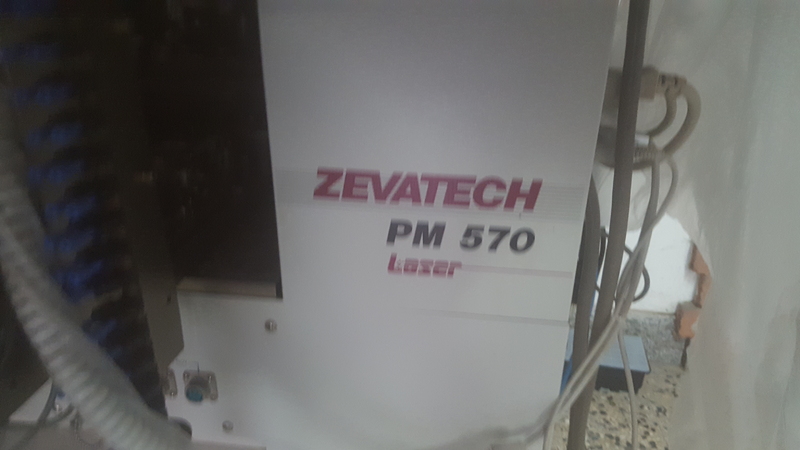 ZEVATECH
PM 570
Laser